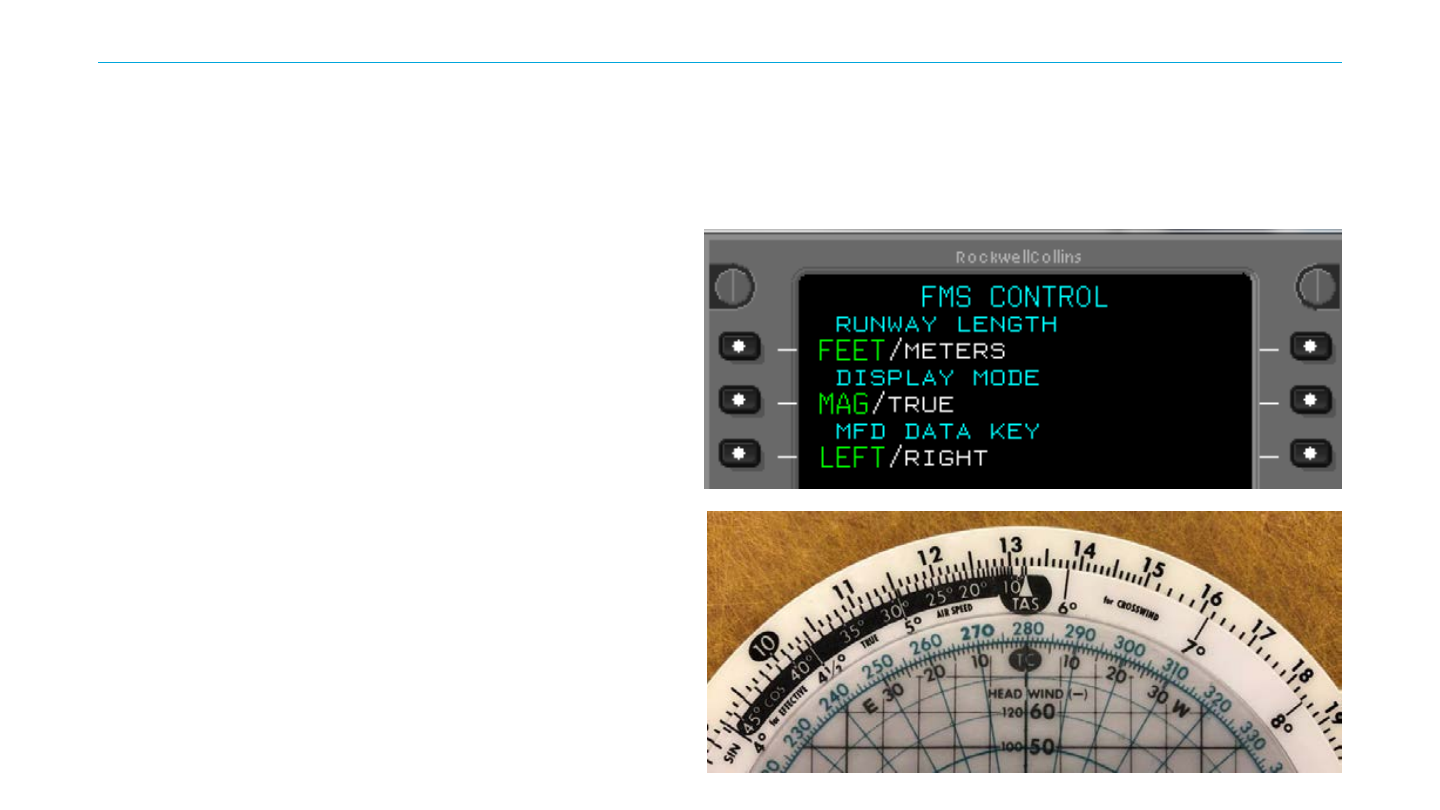 RockwellCollins
FMS CONTROL
RUNWAY LENGTH
FEET/METERS
DISPLAY MODE
MAG/TRUE
MFD DATA KEY
LEFT/RIGHT
10 11 12 13 14 15 16 17 18 19
45° COS 40° 35° 30° 25° 20° 10° TAS
SIN 4° for EFFECTIVE 4½° TRUE 5° AIR SPEED 6° for CROSSWIND 7° 8°
220 230 240 250 260 270 280 290 300 310 320 330
E 30 20 10 TC 10 20 30 W
HEAD WIND (–)
120 60
100 50